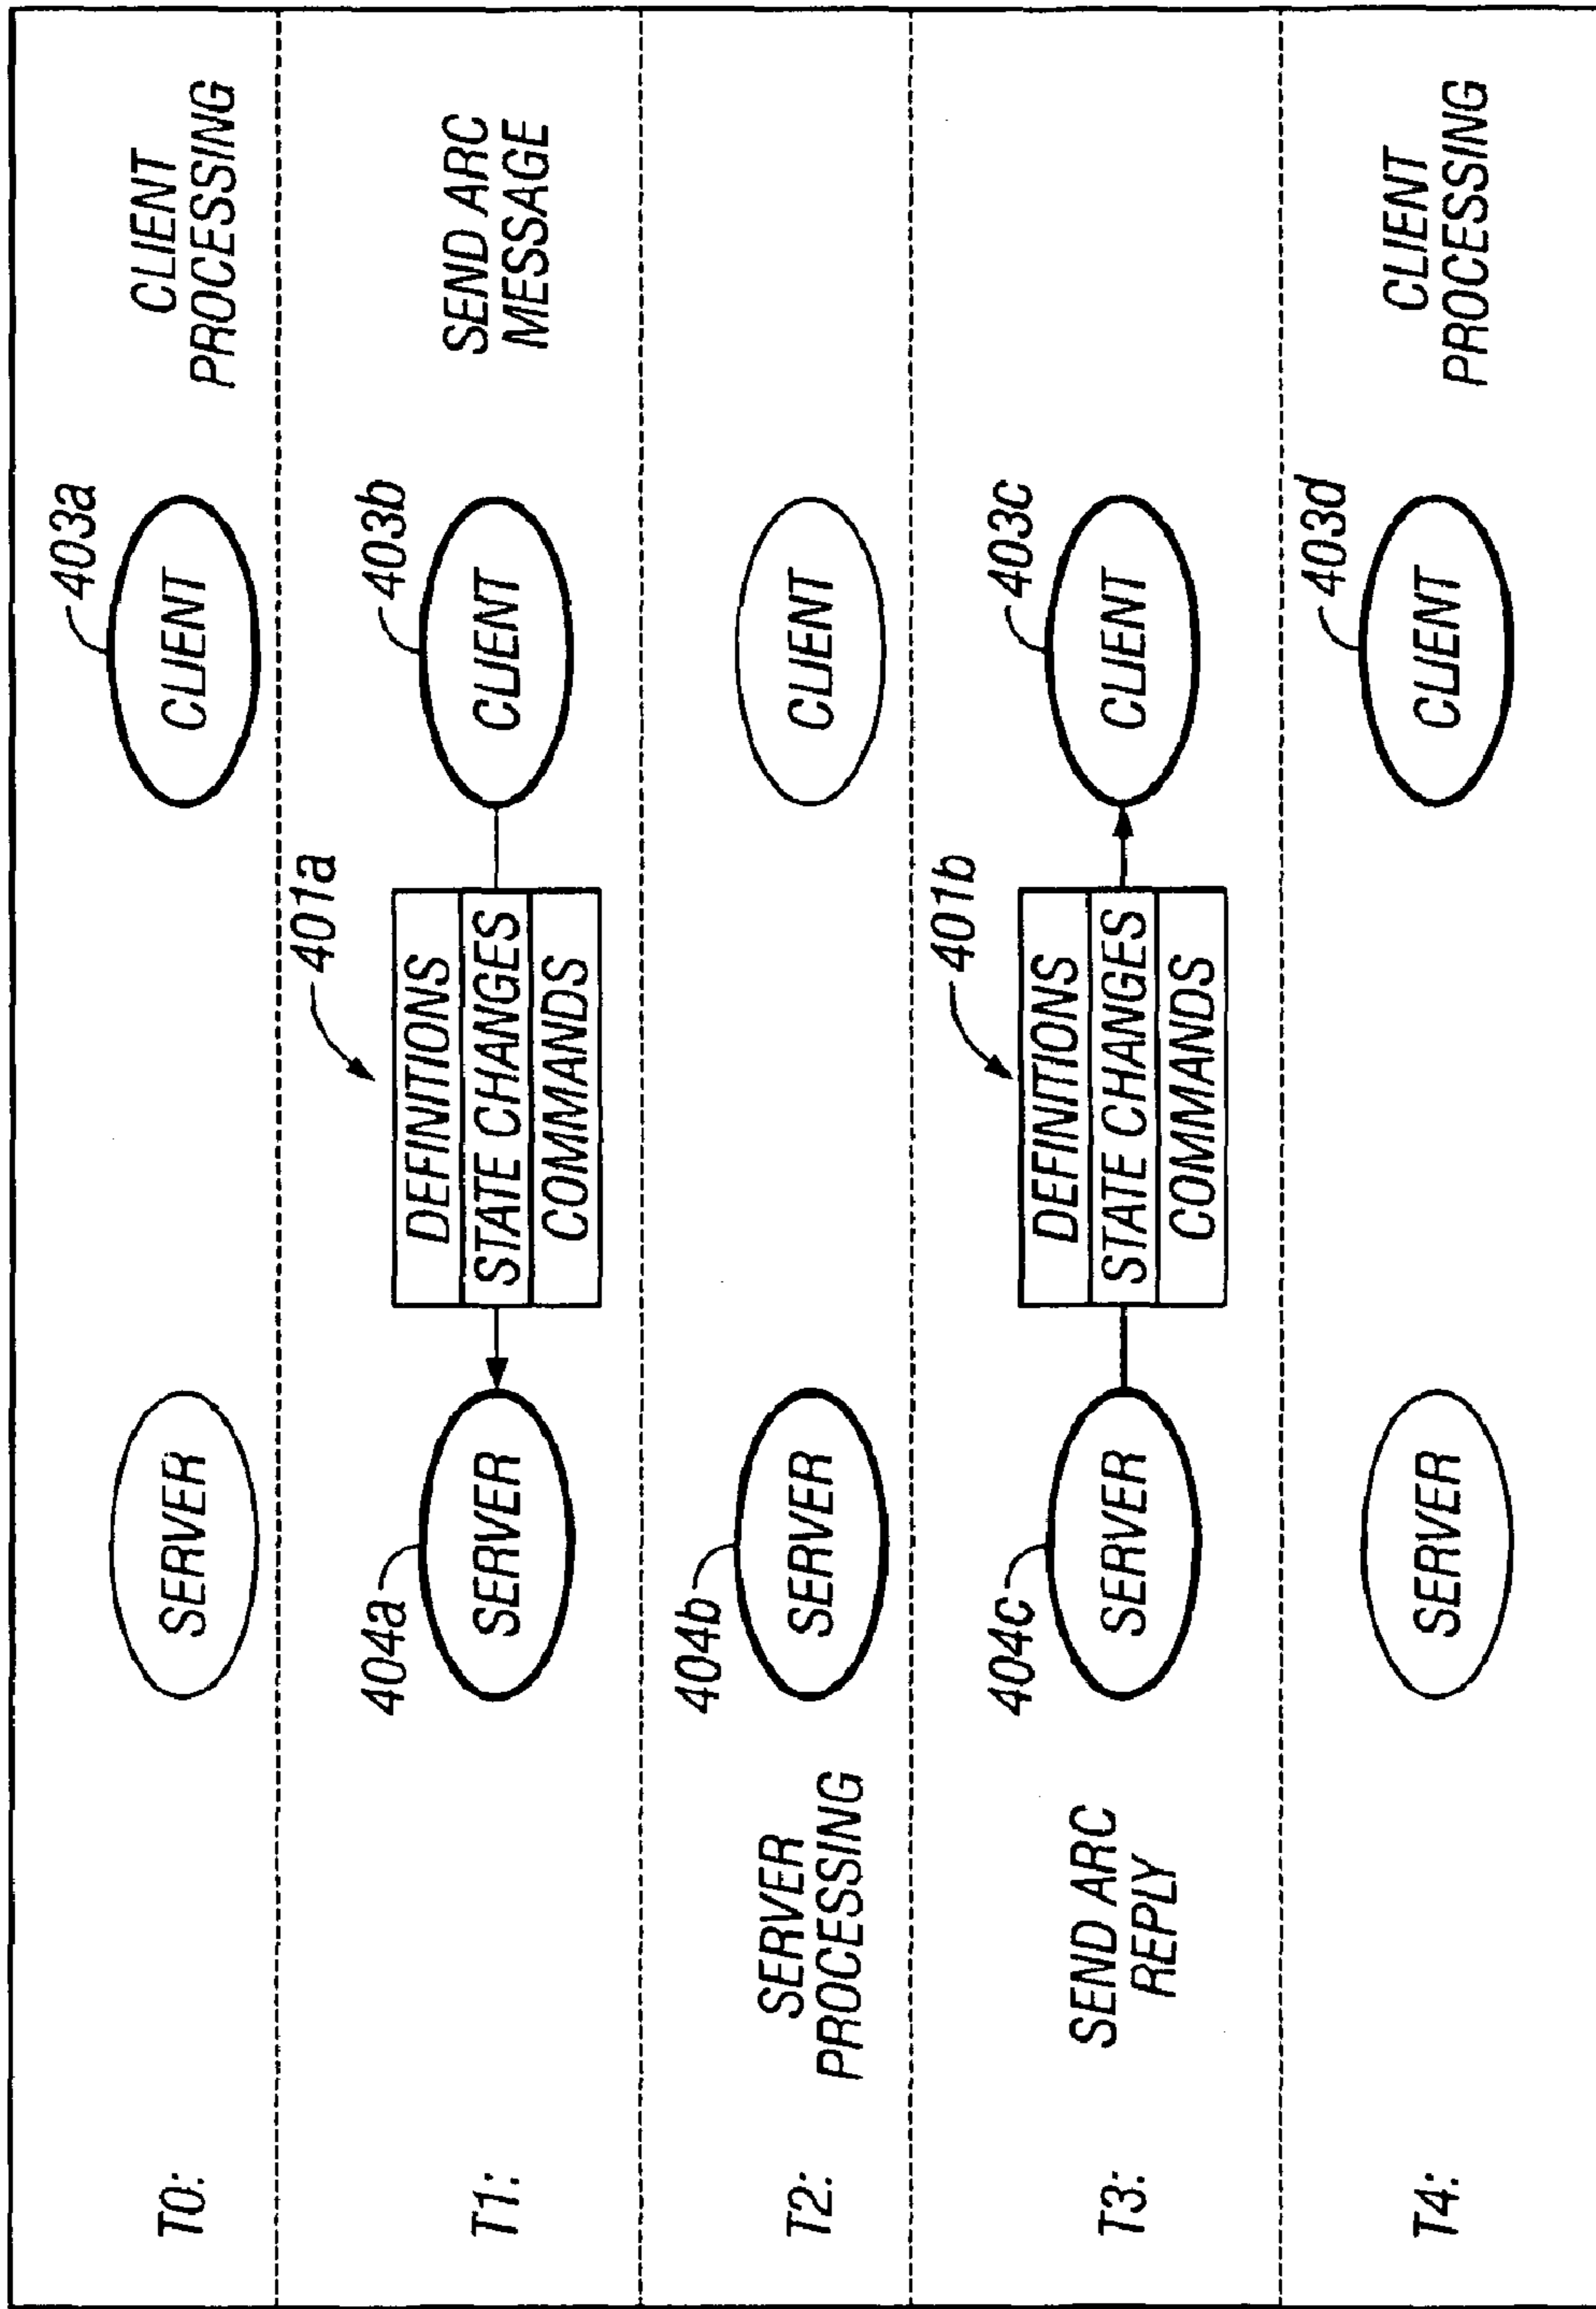 T0:
SERVER
403a
CLIENT
CLIENT
PROCESSING
T1:
404a
SERVER
401a
DEFINITIONS
STATE CHANGES
COMMANDS
403b
CLIENT
SEND ARC
MESSAGE
T2:
SERVER
PROCESSING
404b
SERVER
CLIENT
T3:
SEND ARC
REPLY
404c
SERVER
401b
DEFINITIONS
STATE CHANGES
COMMANDS
403c
CLIENT
T4:
SERVER
403d
CLIENT
CLIENT
PROCESSING